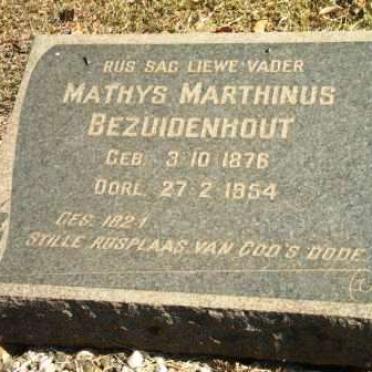 RUS SAG LIEWE VADER
MATHYS MARTHINUS
BEZUIDENHOUT
GEB. 3·10·1876
OORL. 27·2·1954
GES. 182:1
STILLE RUSPLAAS VAN GOD'S DODE